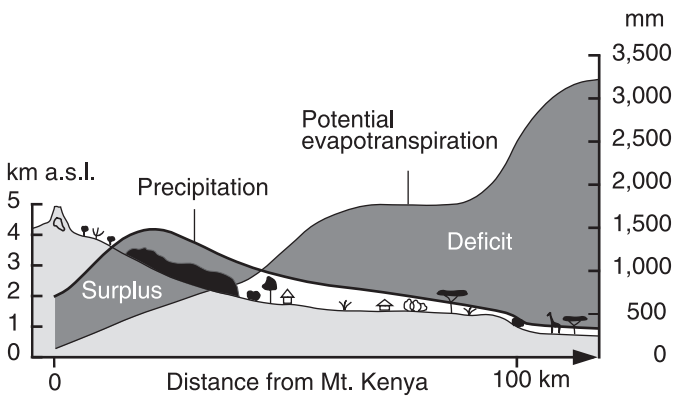 mm
3,500
3,000
2,500
2,000
1,500
1,000
500
0
km a.s.l.
5
4
3
2
1
0
Potential
evapotranspiration
Precipitation
Surplus
Deficit
0
Distance from Mt. Kenya
100 km